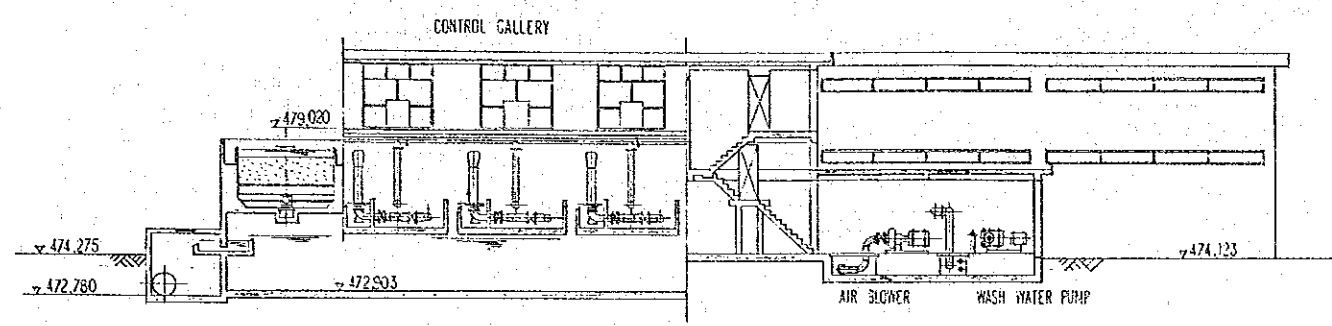 CONTROL GALLERY
479,020
474,275
474,123
472,780
472,903
AIR BLOWER
WASH WATER PUMP